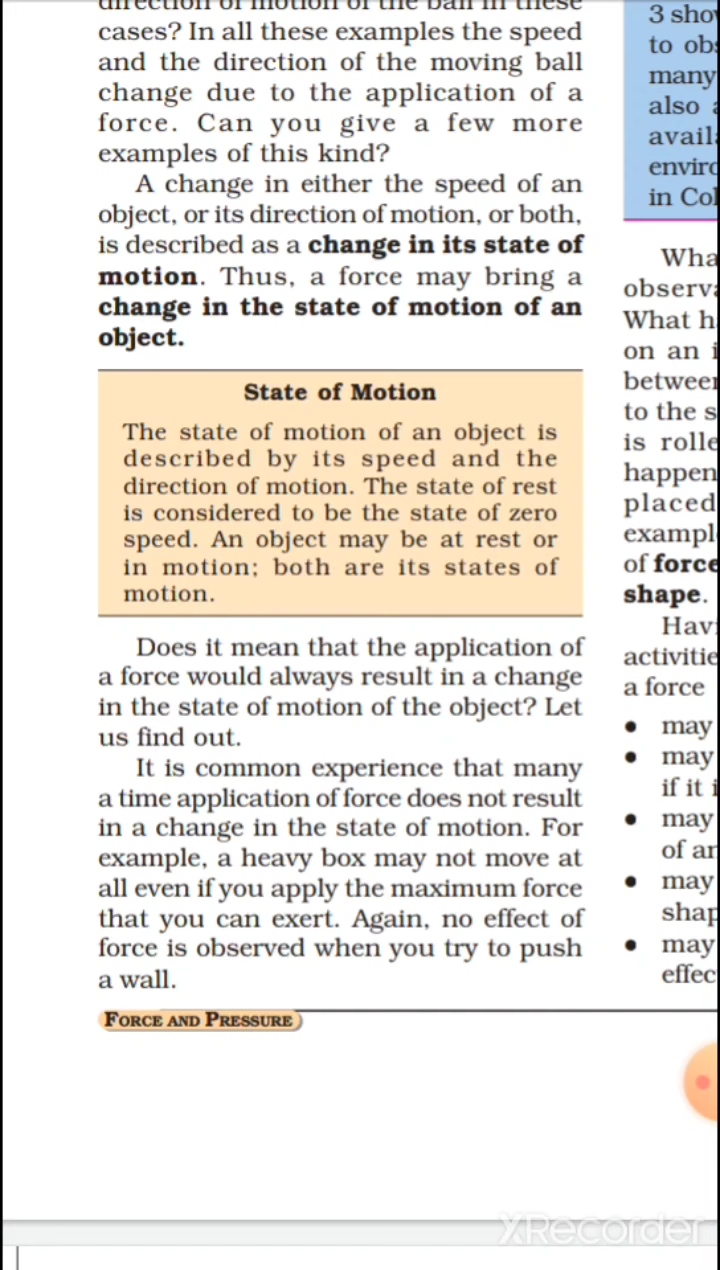 direction of motion of the ball in these
cases? In all these examples the speed
and the direction of the moving ball
change due to the application of a
force. Can you give a few more
examples of this kind?
A change in either the speed of an
object, or its direction of motion, or both,
is described as a change in its state of
motion. Thus, a force may bring a
change in the state of motion of an
object.
State of Motion
The state of motion of an object is
described by its speed and the
direction of motion. The state of rest
is considered to be the state of zero
speed. An object may be at rest or
in motion; both are its states of
motion.
Does it mean that the application of
a force would always result in a change
in the state of motion of the object? Let
us find out.
It is common experience that many
a time application of force does not result
in a change in the state of motion. For
example, a heavy box may not move at
all even if you apply the maximum force
that you can exert. Again, no effect of
force is observed when you try to push
a wall.
FORCE AND PRESSURE
3
to
many
also
in
What
on an
to the
is
placed
of force
shape.
a force
• may
• may
if it
• may
of
• may
• may
XRecorder